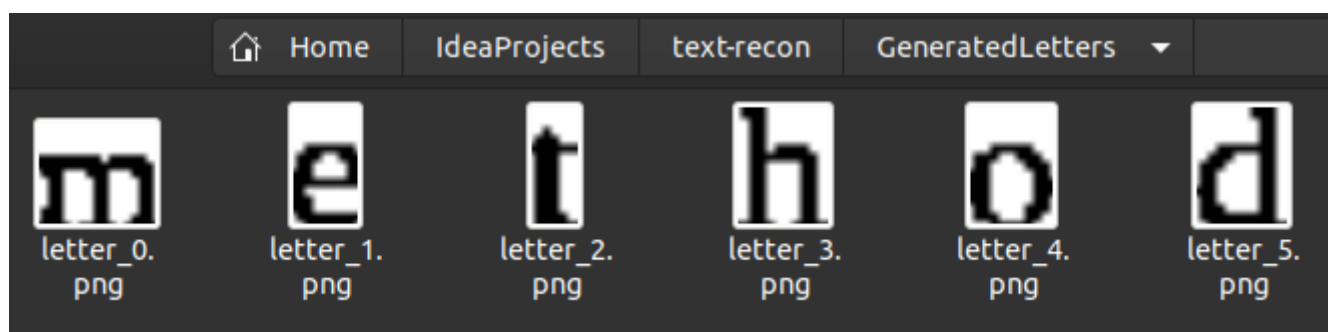 Home IdeaProjects text-recon GeneratedLetters
m e t h o d
letter_0. letter_1. letter_2. letter_3. letter_4. letter_5.
png png png png png png